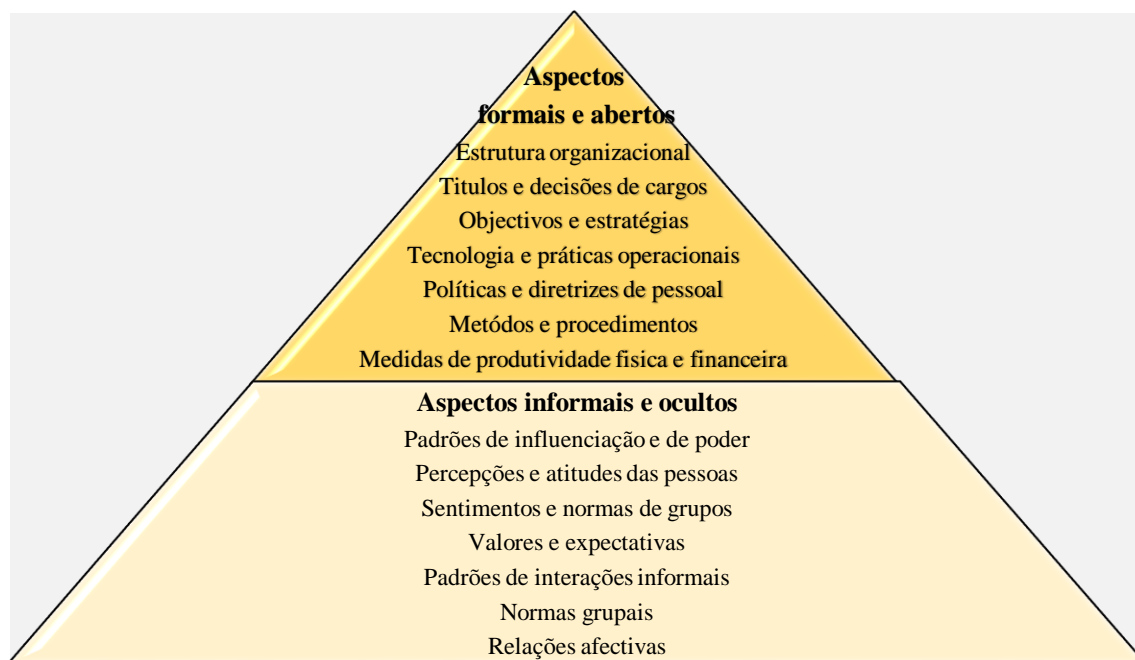 Aspectos
formais e abertos
Estrutura organizacional
Titulos e decisões de cargos
Objectivos e estratégias
Tecnologia e práticas operacionais
Políticas e diretrizes de pessoal
Metódos e procedimentos
Medidas de produtividade fisica e financeira
Aspectos informais e ocultos
Padrões de influenciação e de poder
Percepções e atitudes das pessoas
Sentimentos e normas de grupos
Valores e expectativas
Padrões de interações informais
Normas grupais
Relações afectivas